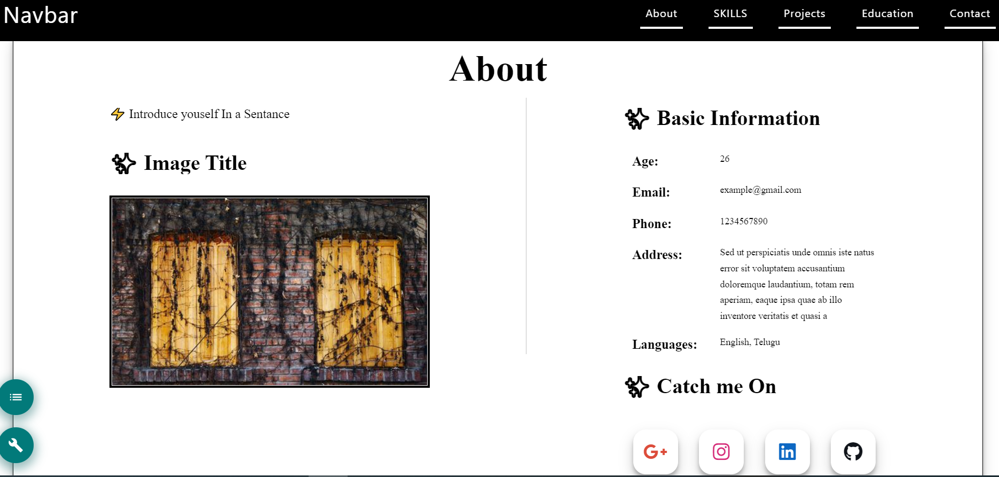 Navbar
About
SKILLS
Projects
Education
Contact
About
Introduce youself In a Sentance
Image Title
Basic Information
Age: 26
Email: example@gmail.com
Phone: 1234567890
Address: Sed ut perspiciatis unde omnis iste natus
error sit voluptatem accusantium
doloremque laudantium, totam rem
aperiam, eaque ipsa quae ab illo
inventore veritatis et quasi a
Languages: English, Telugu
Catch me On
G+
in